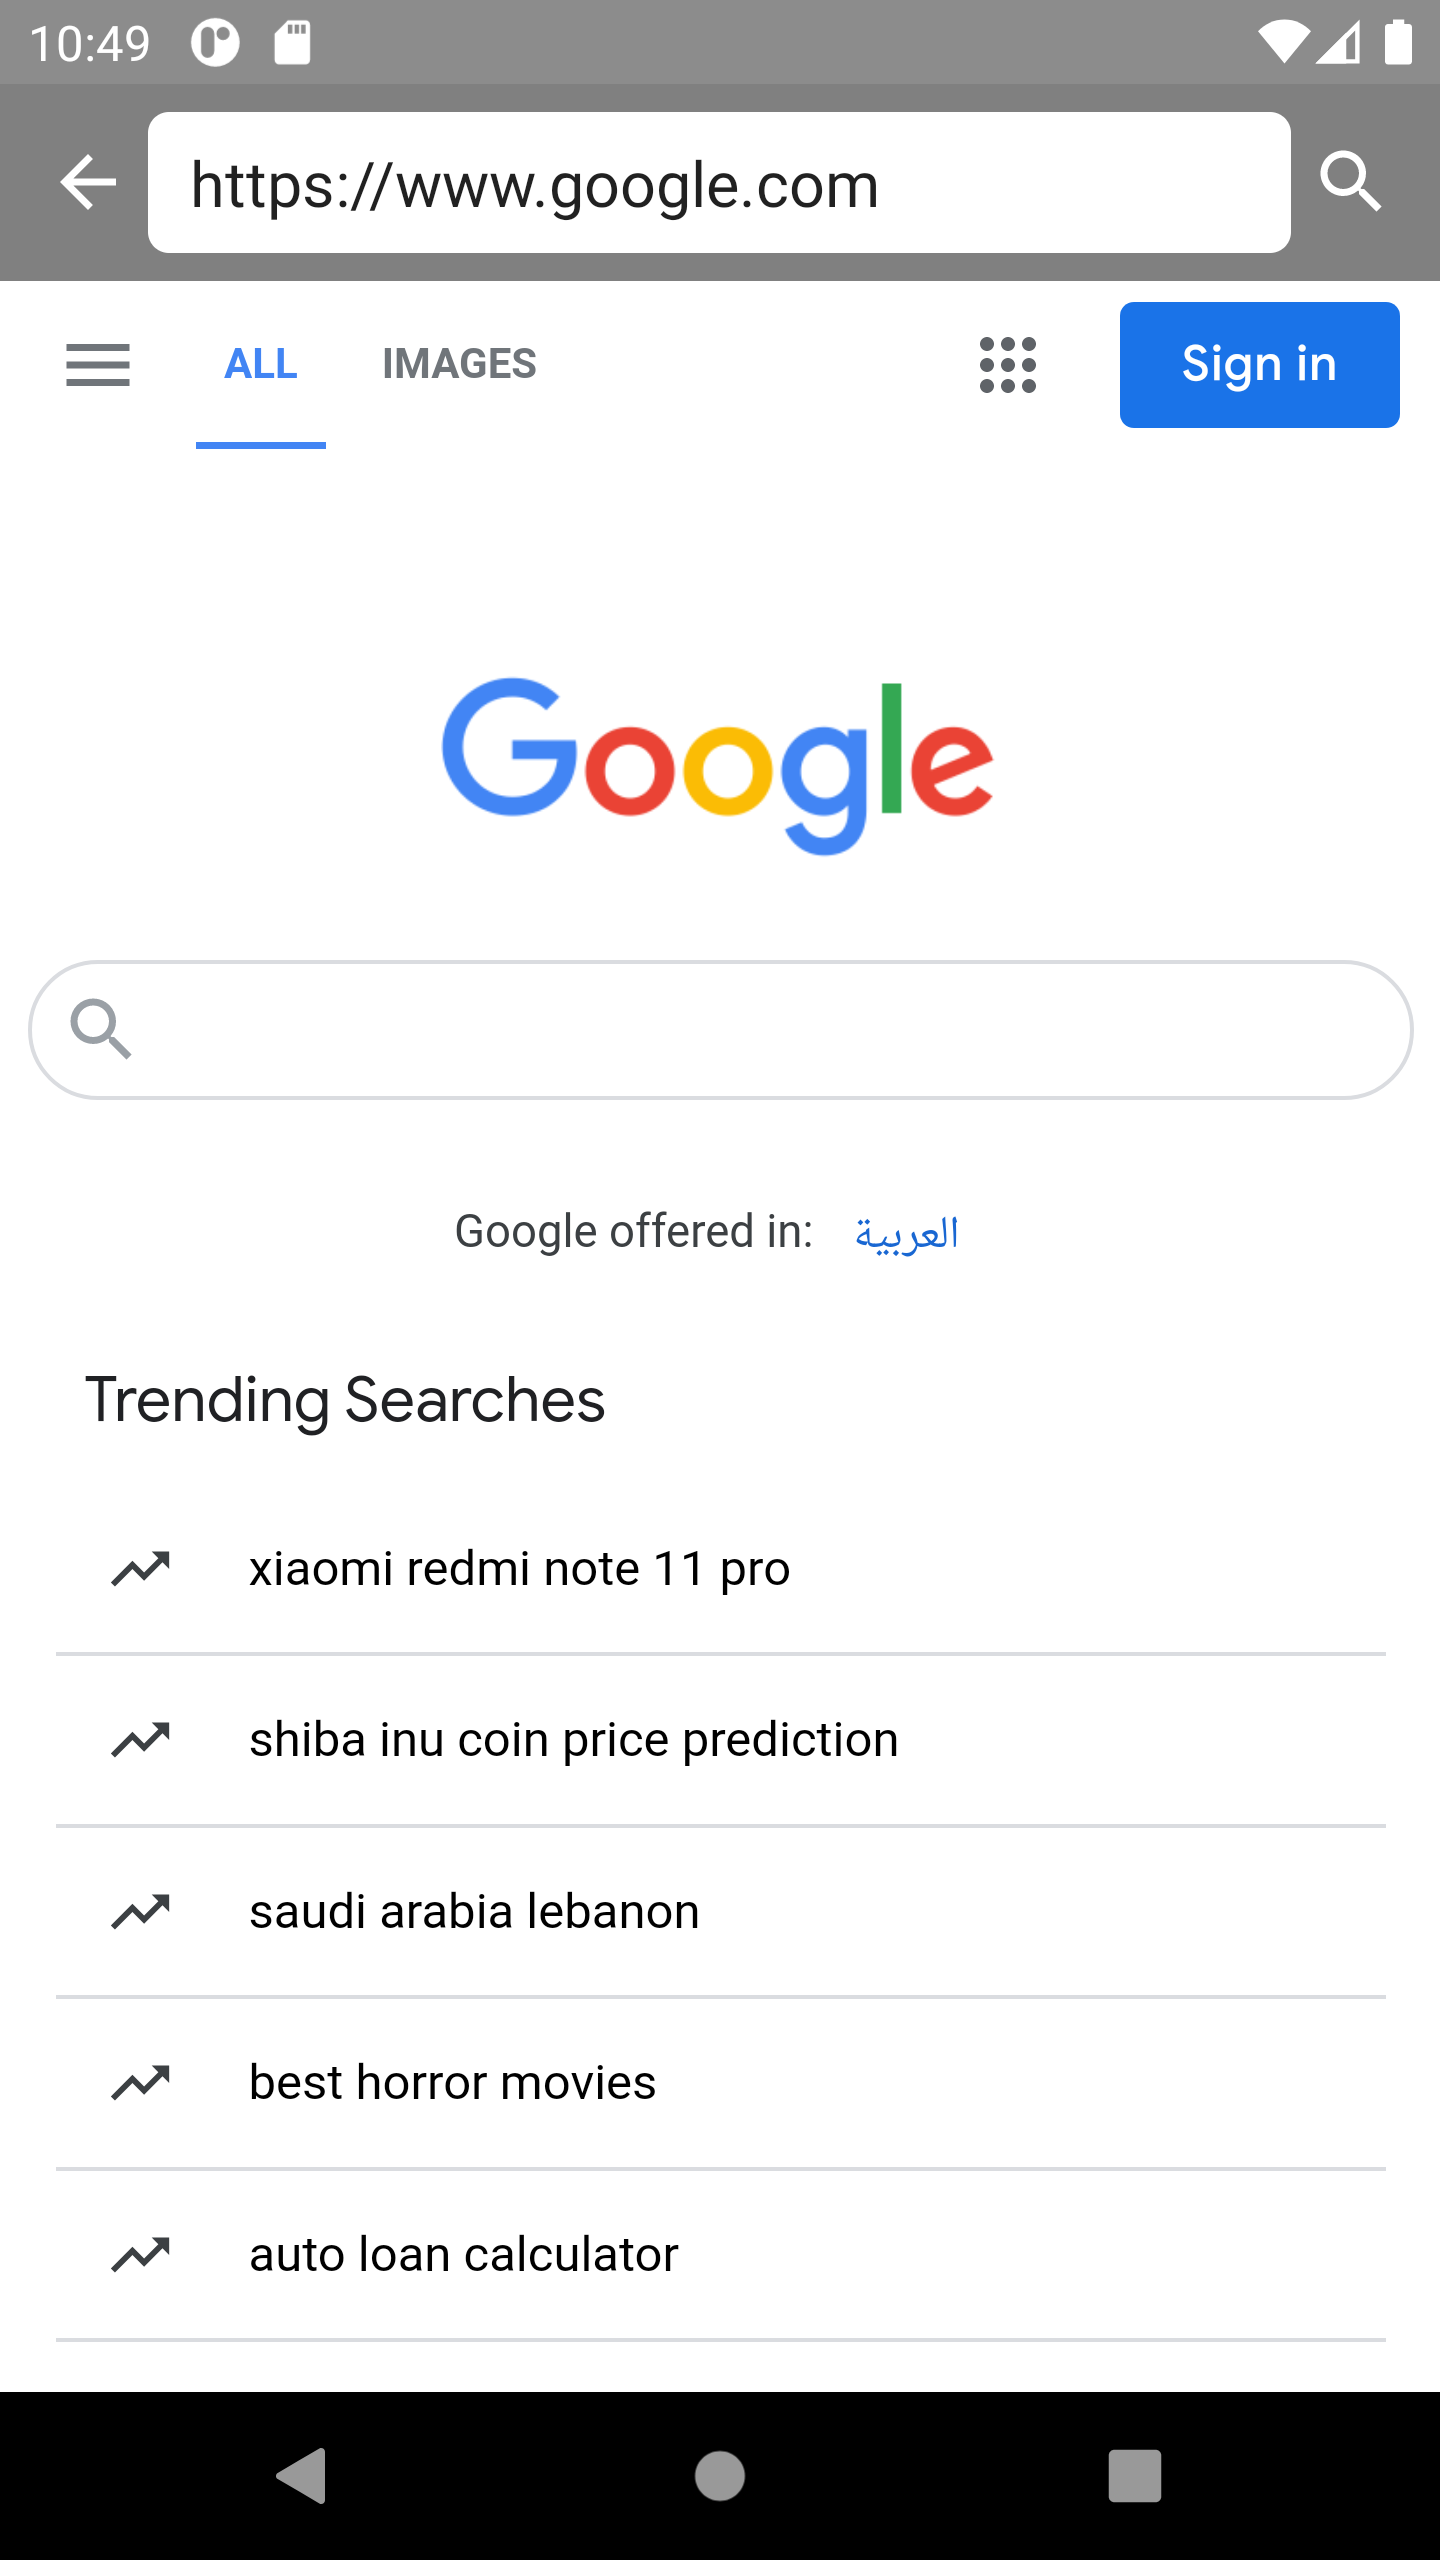 10:49
https://www.google.com
ALL IMAGES Sign in
Google
Google offered in: العربية
Trending Searches
xiaomi redmi note 11 pro
shiba inu coin price prediction
saudi arabia lebanon
best horror movies
auto loan calculator